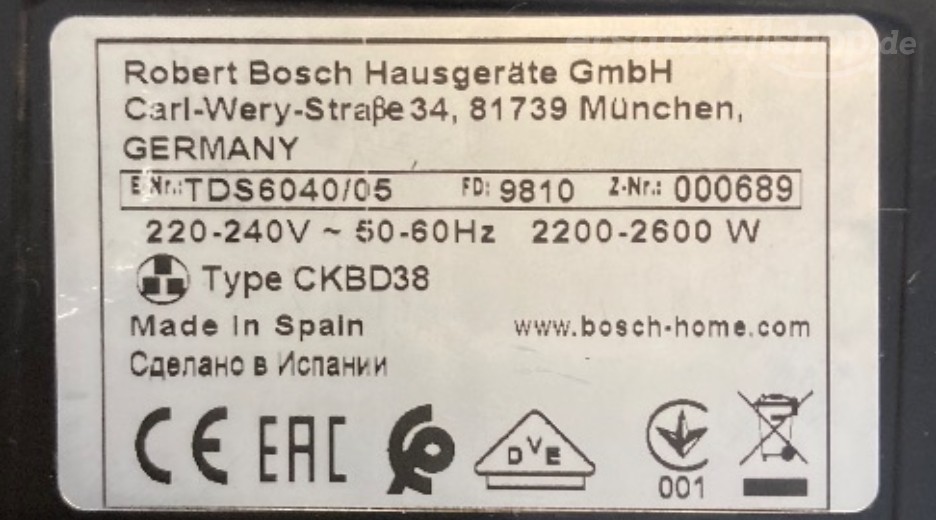 Robert Bosch Hausgeräte GmbH
Carl-Wery-Straße 34, 81739 München,
GERMANY
E-Nr.: TDS6040/05 FD: 9810 Z-Nr.: 000689
220-240V ~ 50-60Hz 2200-2600 W
Type CKBD38
Made in Spain www.bosch-home.com
Сделано в Испании
CE EAC DVE
001